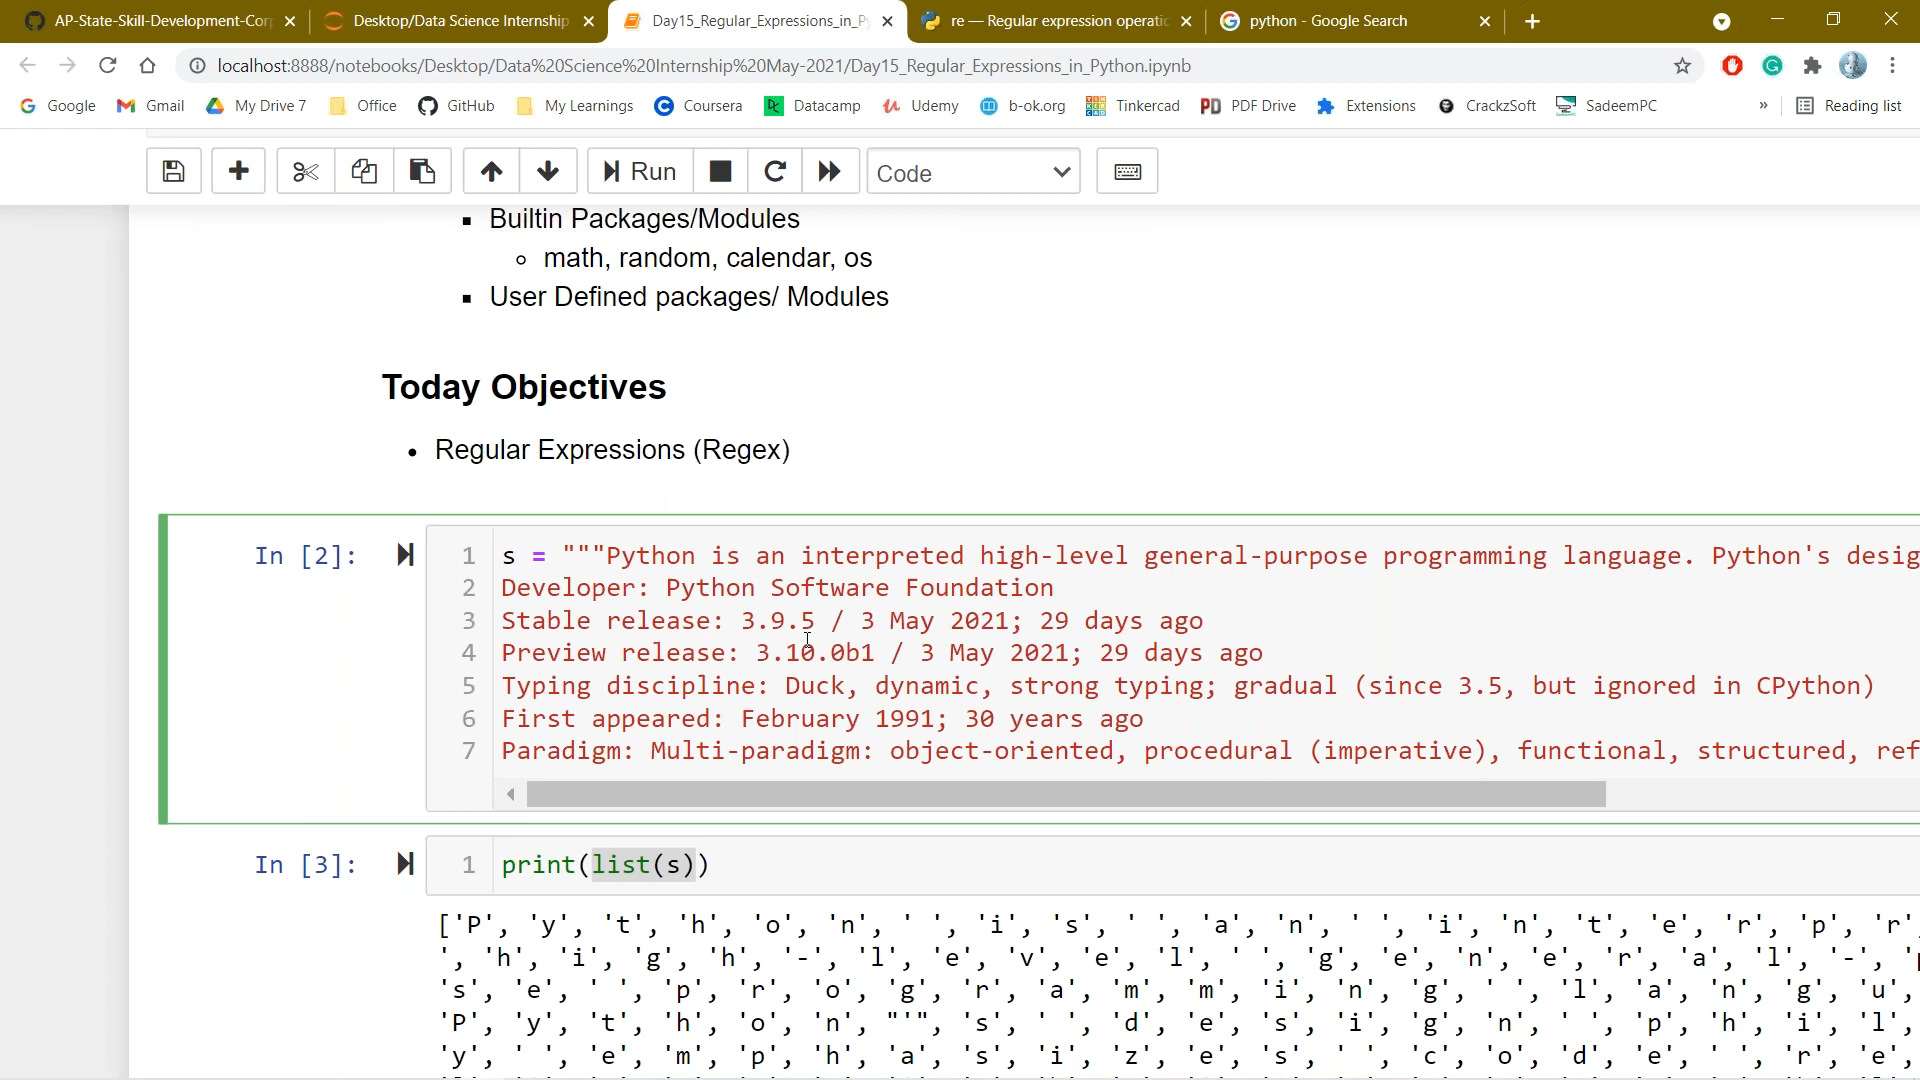 AP-State-Skill-Development-Cor
Desktop/Data Science Internship
Day15_Regular_Expressions_in_P
re — Regular expression operati
python - Google Search
localhost:8888/notebooks/Desktop/Data%20Science%20Internship%20May-2021/Day15_Regular_Expressions_in_Python.ipynb
Google Gmail My Drive 7 Office GitHub My Learnings Coursera Datacamp Udemy b-ok.org Tinkercad PDF Drive Extensions CrackzSoft SadeemPC » Reading list
Run Code
Builtin Packages/Modules
math, random, calendar, os
User Defined packages/ Modules
Today Objectives
Regular Expressions (Regex)
In [2]:
1 s = """Python is an interpreted high-level general-purpose programming language. Python's desig
2 Developer: Python Software Foundation
3 Stable release: 3.9.5 / 3 May 2021; 29 days ago
4 Preview release: 3.10.0b1 / 3 May 2021; 29 days ago
5 Typing discipline: Duck, dynamic, strong typing; gradual (since 3.5, but ignored in CPython)
6 First appeared: February 1991; 30 years ago
7 Paradigm: Multi-paradigm: object-oriented, procedural (imperative), functional, structured, ref
In [3]:
1 print(list(s))
['P', 'y', 't', 'h', 'o', 'n', ' ', 'i', 's', ' ', 'a', 'n', ' ', 'i', 'n', 't', 'e', 'r', 'p', 'r'
', 'h', 'i', 'g', 'h', '-', 'l', 'e', 'v', 'e', 'l', ' ', 'g', 'e', 'n', 'e', 'r', 'a', 'l', '-', 'p
's', 'e', ' ', 'p', 'r', 'o', 'g', 'r', 'a', 'm', 'm', 'i', 'n', 'g', ' ', 'l', 'a', 'n', 'g', 'u',
'P', 'y', 't', 'h', 'o', 'n', "'", 's', ' ', 'd', 'e', 's', 'i', 'g', 'n', ' ', 'p', 'h', 'i', 'l',
'y', ' ', 'e', 'm', 'p', 'h', 'a', 's', 'i', 'z', 'e', 's', ' ', 'c', 'o', 'd', 'e', ' ', 'r', 'e',